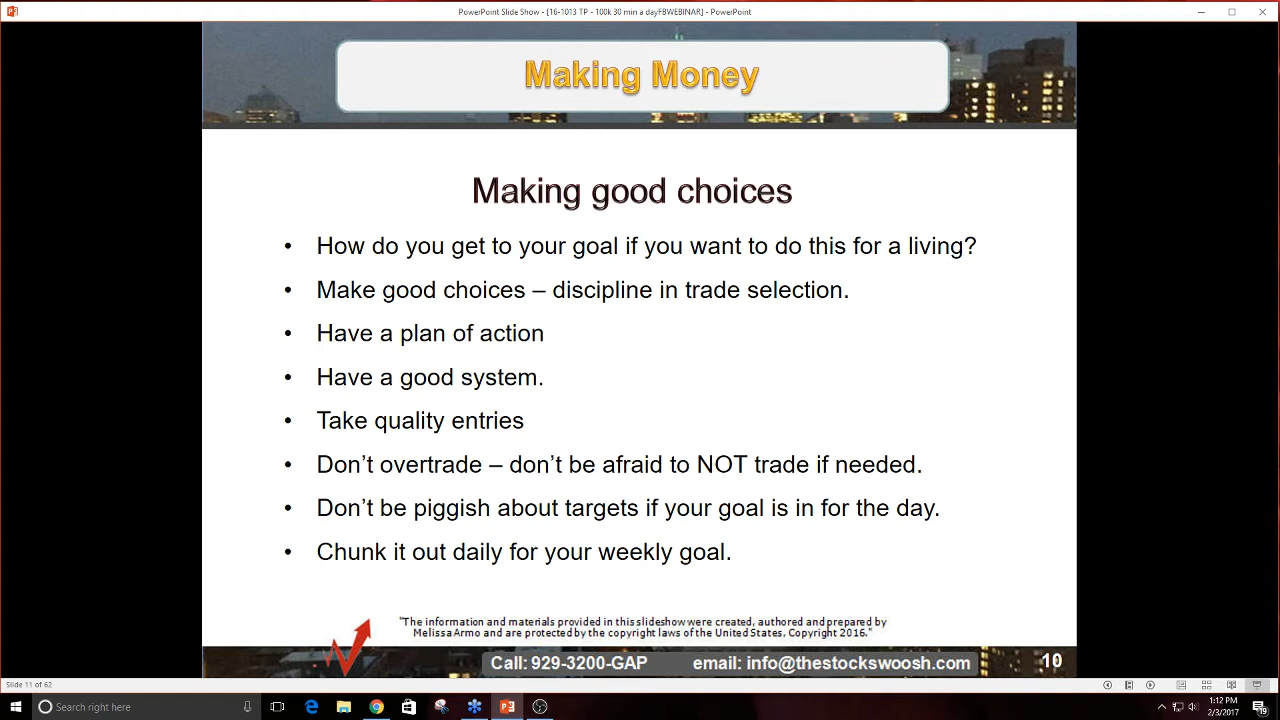 PowerPoint Slide Show - [16-1013 TP - 100k 30 min a dayFBWEBINAR] - PowerPoint
Making Money
Making good choices
• How do you get to your goal if you want to do this for a living?
• Make good choices – discipline in trade selection.
• Have a plan of action
• Have a good system.
• Take quality entries
• Don’t overtrade – don’t be afraid to NOT trade if needed.
• Don’t be piggish about targets if your goal is in for the day.
• Chunk it out daily for your weekly goal.
"The information and materials provided in this slideshow were created, authored and prepared by
Melissa Armo and are protected by the copyright laws of the United States, Copyright 2016."
Call: 929-3200-GAP email: info@thestockswoosh.com 10
Slide 11 of 62
Search right here
1:12 PM
2/3/2017
19